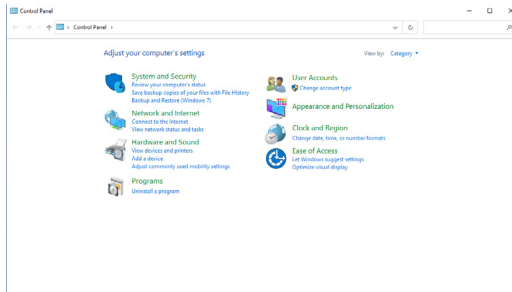 Control Panel
Control Panel
Adjust your computer's settings
View by: Category
System and Security
Review your computer's status
Save backup copies of your files with File History
Backup and Restore (Windows 7)
Network and Internet
Connect to the Internet
View network status and tasks
Hardware and Sound
View devices and printers
Add a device
Adjust commonly used mobility settings
Programs
Uninstall a program
User Accounts
Change account type
Appearance and Personalization
Clock and Region
Change date, time, or number formats
Ease of Access
Let Windows suggest settings
Optimize visual display